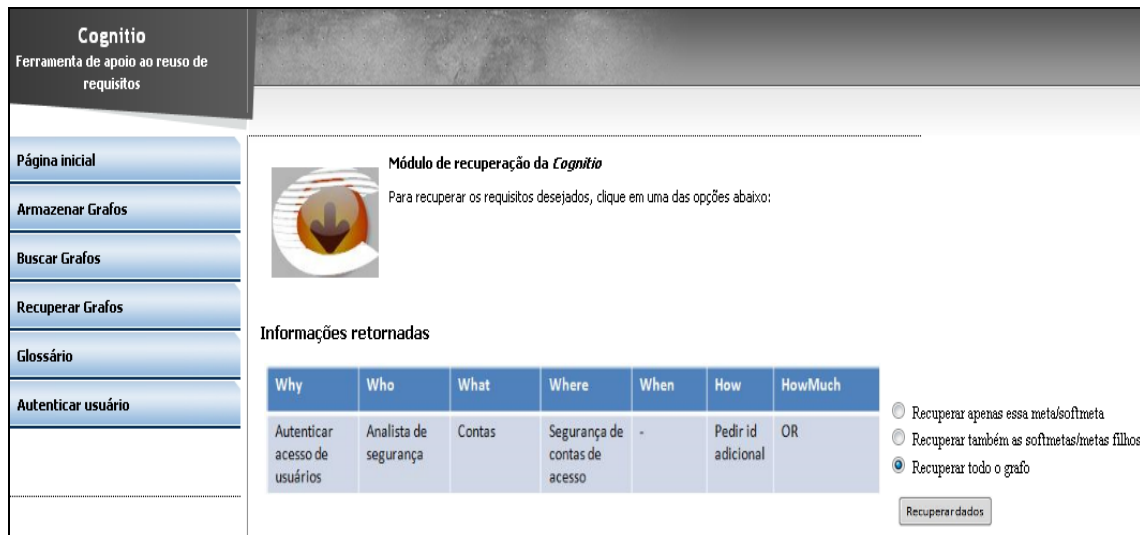 Cognitio
Ferramenta de apoio ao reuso de
requisitos
Página inicial
Armazenar Grafos
Buscar Grafos
Recuperar Grafos
Glossário
Autenticar usuário
Módulo de recuperação da Cognitio
Para recuperar os requisitos desejados, clique em uma das opções abaixo:
Informações retornadas
Why Who What Where When How HowMuch
Autenticar Analista de Contas Segurança de - Pedir id OR
acesso de segurança contas de adicional
usuários acesso
Recuperar apenas essa meta/softmeta
Recuperar também as softmetas/metas filhos
Recuperar todo o grafo
Recuperar dados